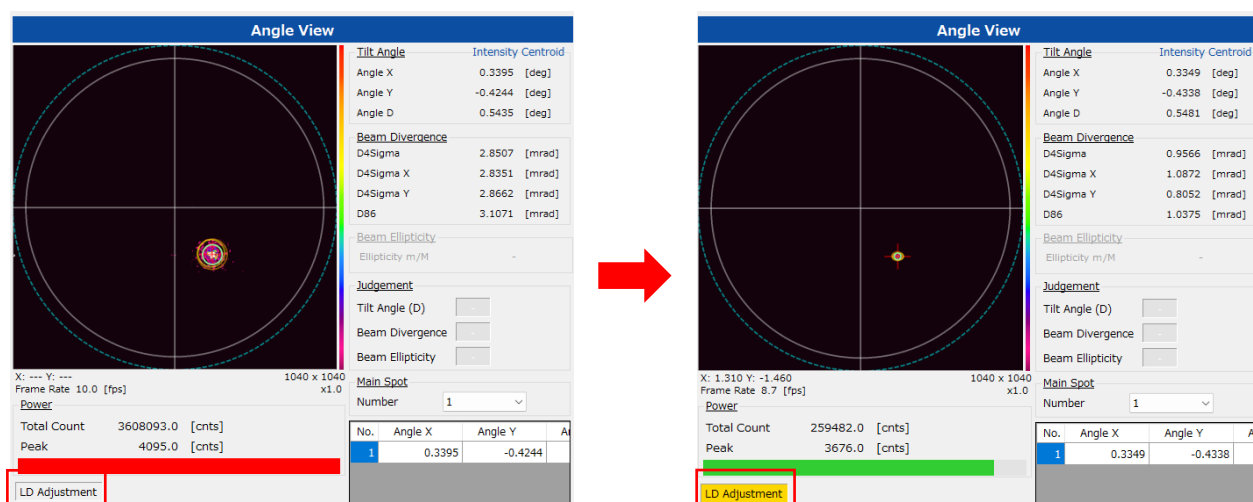 Angle View
Tilt Angle Intensity Centroid
Angle X 0.3395 [deg]
Angle Y -0.4244 [deg]
Angle D 0.5435 [deg]
Beam Divergence
D4Sigma 2.8507 [mrad]
D4Sigma X 2.8351 [mrad]
D4Sigma Y 2.8662 [mrad]
D86 3.1071 [mrad]
Beam Ellipticity
Ellipticity m/M -
Judgement
Tilt Angle (D) -
Beam Divergence -
Beam Ellipticity -
X: --- Y: --- 1040 x 1040
Frame Rate 10.0 [fps] x1.0
Main Spot
Number 1
Power
Total Count 3608093.0 [cnts]
Peak 4095.0 [cnts]
No. Angle X Angle Y A
1 0.3395 -0.4244
LD Adjustment
Angle View
Tilt Angle Intensity Centroid
Angle X 0.3349 [deg]
Angle Y -0.4338 [deg]
Angle D 0.5481 [deg]
Beam Divergence
D4Sigma 0.9566 [mrad]
D4Sigma X 1.0872 [mrad]
D4Sigma Y 0.8052 [mrad]
D86 1.0375 [mrad]
Beam Ellipticity
Ellipticity m/M -
Judgement
Tilt Angle (D) -
Beam Divergence -
Beam Ellipticity -
X: 1.310 Y: -1.460 1040 x 1040
Frame Rate 8.7 [fps] x1.0
Main Spot
Number 1
Power
Total Count 259482.0 [cnts]
Peak 3676.0 [cnts]
No. Angle X Angle Y A
1 0.3349 -0.4338
LD Adjustment